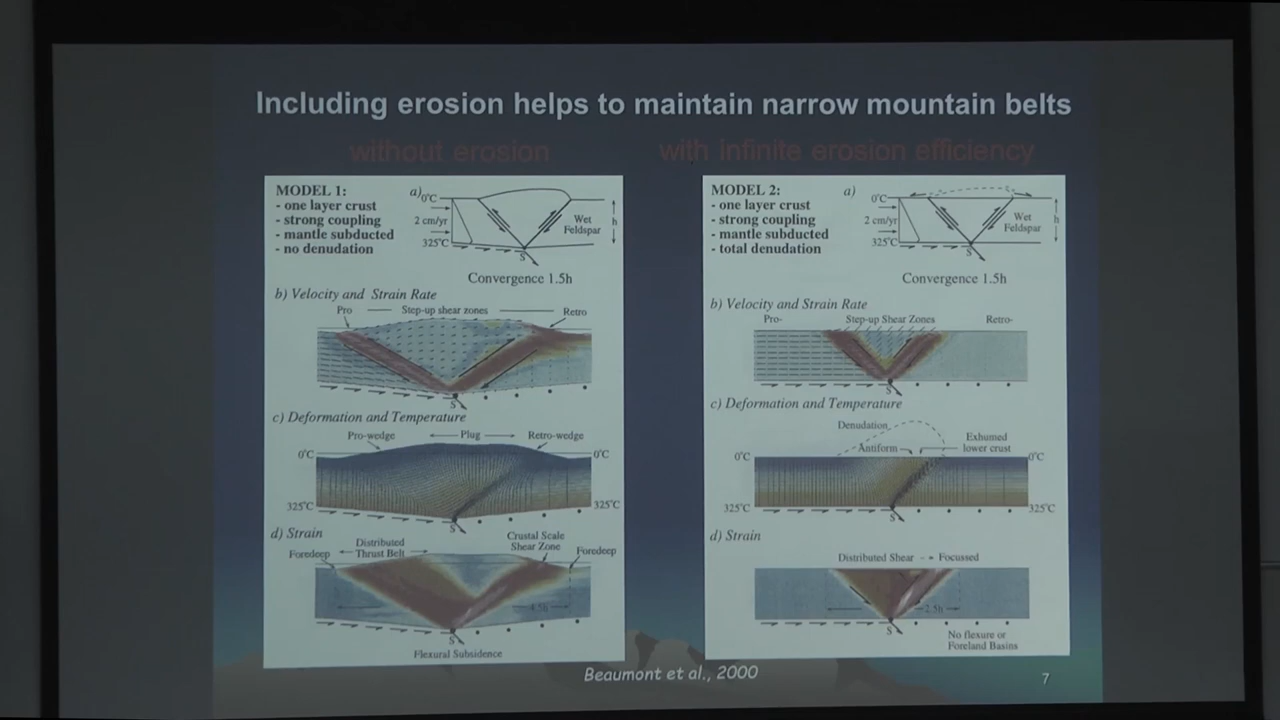 Including erosion helps to maintain narrow mountain belts
without erosion
with infinite erosion efficiency
MODEL 1:
- one layer crust
- strong coupling
- mantle subducted
- no denudation
a)
0°C
2 cm/yr
325°C
Wet
Feldspar
h
S
Convergence 1.5h
b) Velocity and Strain Rate
Pro
Step-up shear zones
Retro
S
c) Deformation and Temperature
Pro-wedge
Plug
Retro-wedge
0°C
0°C
325°C
325°C
S
d) Strain
Foredeep
Distributed
Thrust Belt
Crustal Scale
Shear Zone
Foredeep
4.5h
S
Flexural Subsidence
MODEL 2:
- one layer crust
- strong coupling
- mantle subducted
- total denudation
a)
0°C
2 cm/yr
325°C
Wet
Feldspar
h
S
Convergence 1.5h
b) Velocity and Strain Rate
Pro-
Step-up Shear Zones
Retro-
S
c) Deformation and Temperature
Denudation
Antiform
Exhumed
lower crust
0°C
0°C
325°C
325°C
S
d) Strain
Distributed Shear
Focussed
2.5h
S
No flexure or
Foreland Basins
Beaumont et al., 2000
7